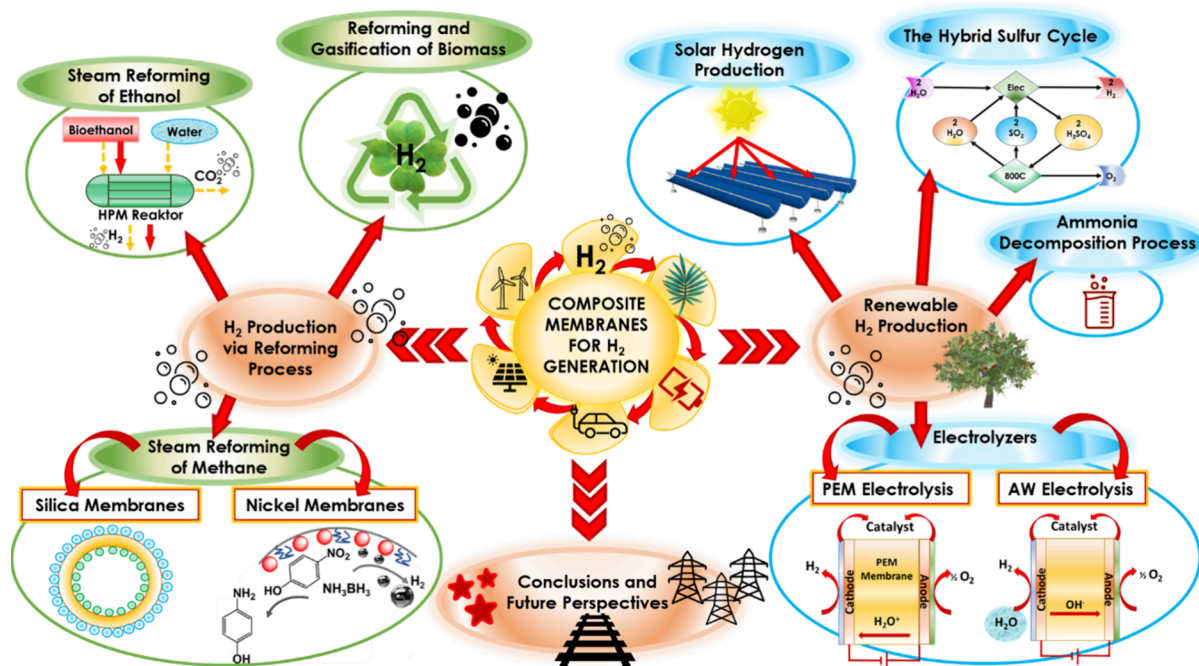 Reforming and
Gasification of Biomass
H₂
Steam Reforming
of Ethanol
Bioethanol
Water
CO₂
HPM Reaktor
H₂
Solar Hydrogen
Production
The Hybrid Sulfur Cycle
2
H₂O
Elec
2
H₂
2
H₂O
2
SO₂
2
H₂SO₄
800C
O₂
Ammonia
Decomposition Process
H₂ Production
via Reforming
Process
H₂
COMPOSITE
MEMBRANES
FOR H₂
GENERATION
Renewable
H₂ Production
Steam Reforming
of Methane
Silica Membranes
Nickel Membranes
NO₂
HO
NH₃BH₃
H₂
NH₂
OH
Conclusions and
Future Perspectives
Electrolyzers
PEM Electrolysis
AW Electrolysis
Catalyst
H₂
Cathode
PEM
Membrane
Anode
½ O₂
H₂O⁺
Catalyst
H₂
Cathode
OH⁻
Anode
½ O₂
H₂O